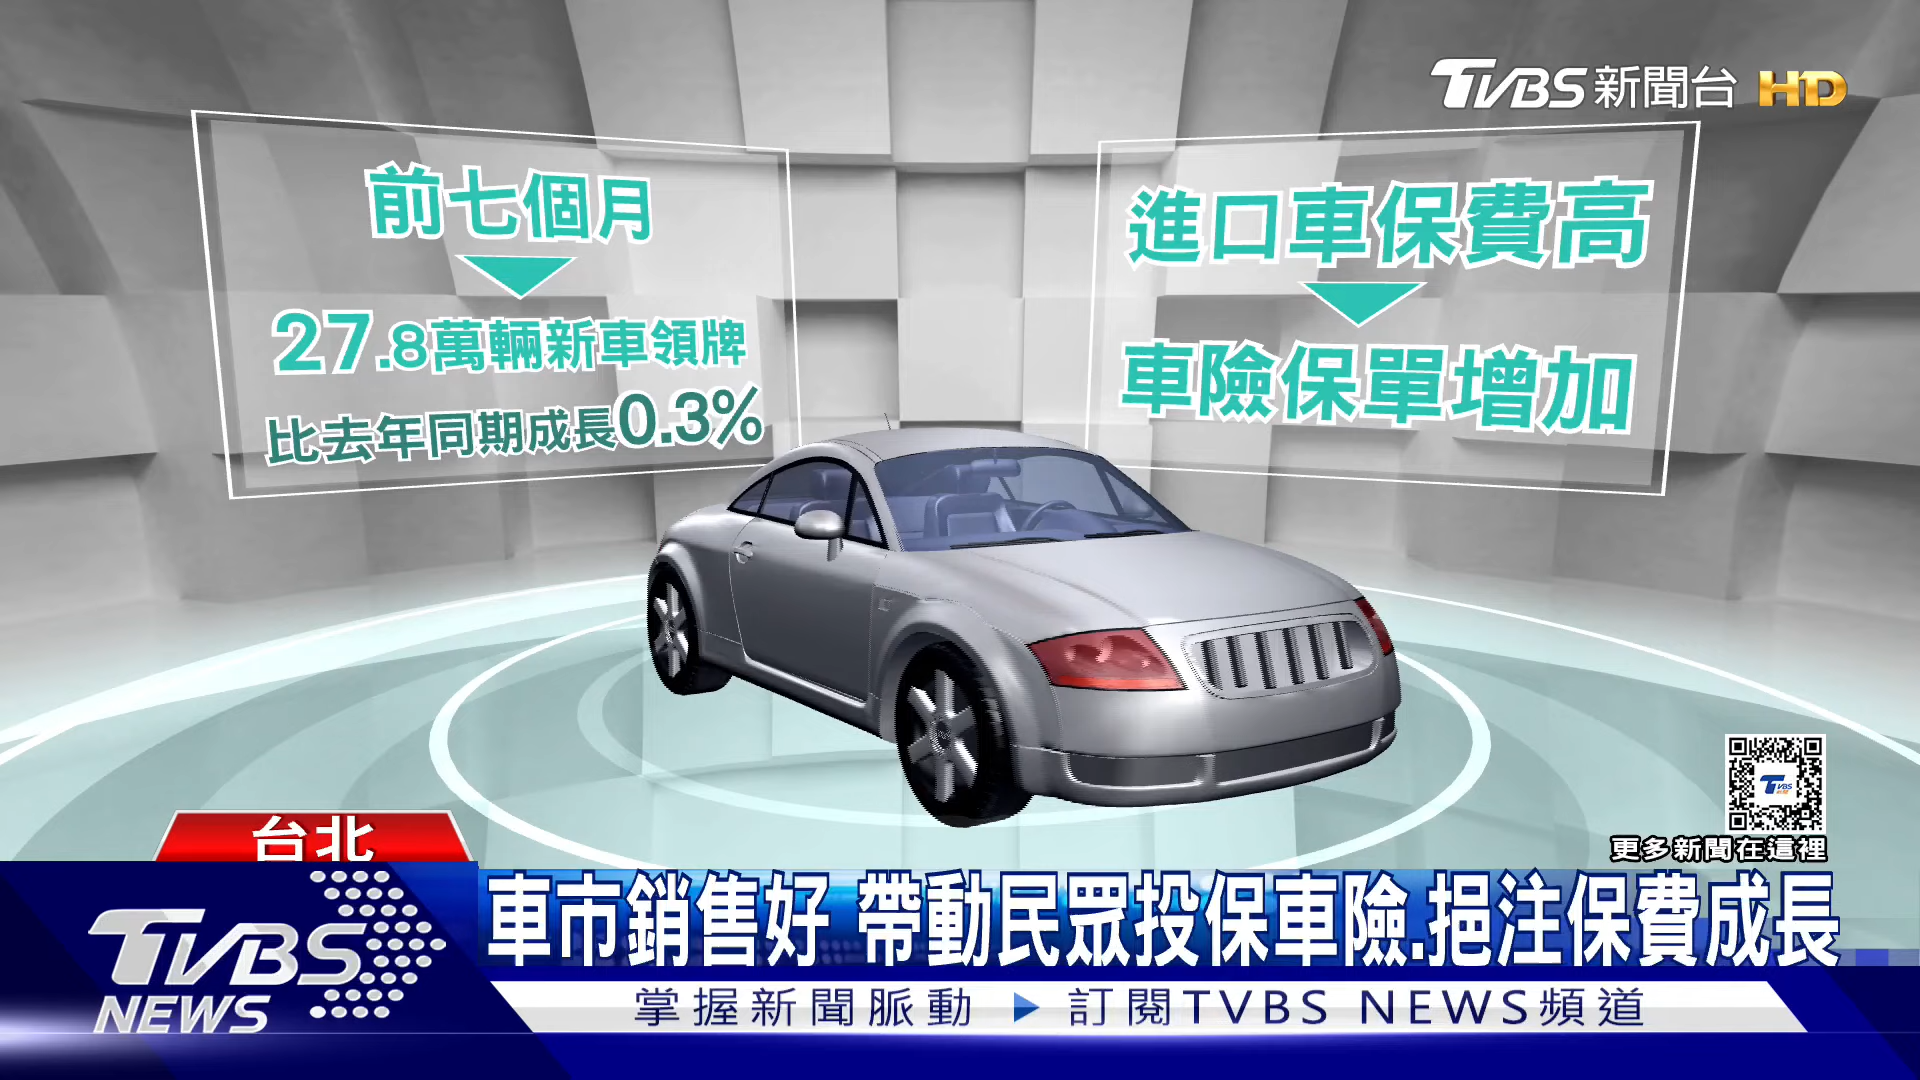 TVBS新聞台 HD
前七個月
27.8萬輛新車領牌
比去年同期成長0.3%
進口車保費高
車險保單增加
TVBS
新聞
更多新聞在這裡
台北
車市銷售好 帶動民眾投保車險.挹注保費成長
TVBS
NEWS
掌握新聞脈動 ▶ 訂閱TVBS NEWS頻道